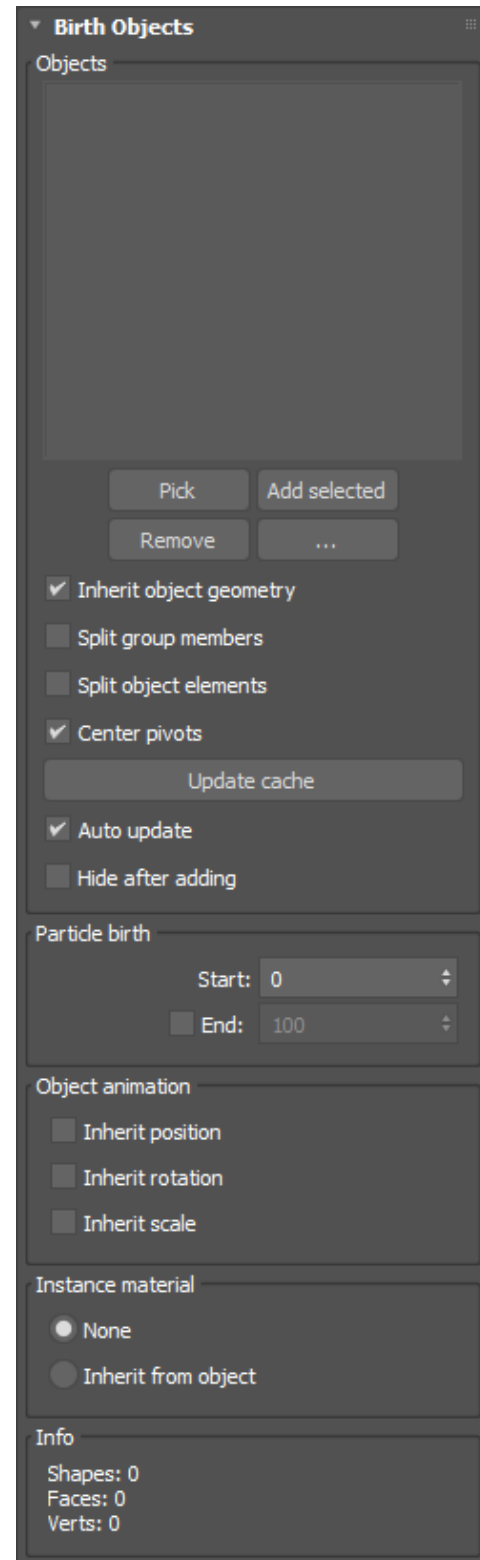 Birth Objects
Objects
Pick
Add selected
Remove
...
Inherit object geometry
Split group members
Split object elements
Center pivots
Update cache
Auto update
Hide after adding
Particle birth
Start: 0
End: 100
Object animation
Inherit position
Inherit rotation
Inherit scale
Instance material
None
Inherit from object
Info
Shapes: 0
Faces: 0
Verts: 0